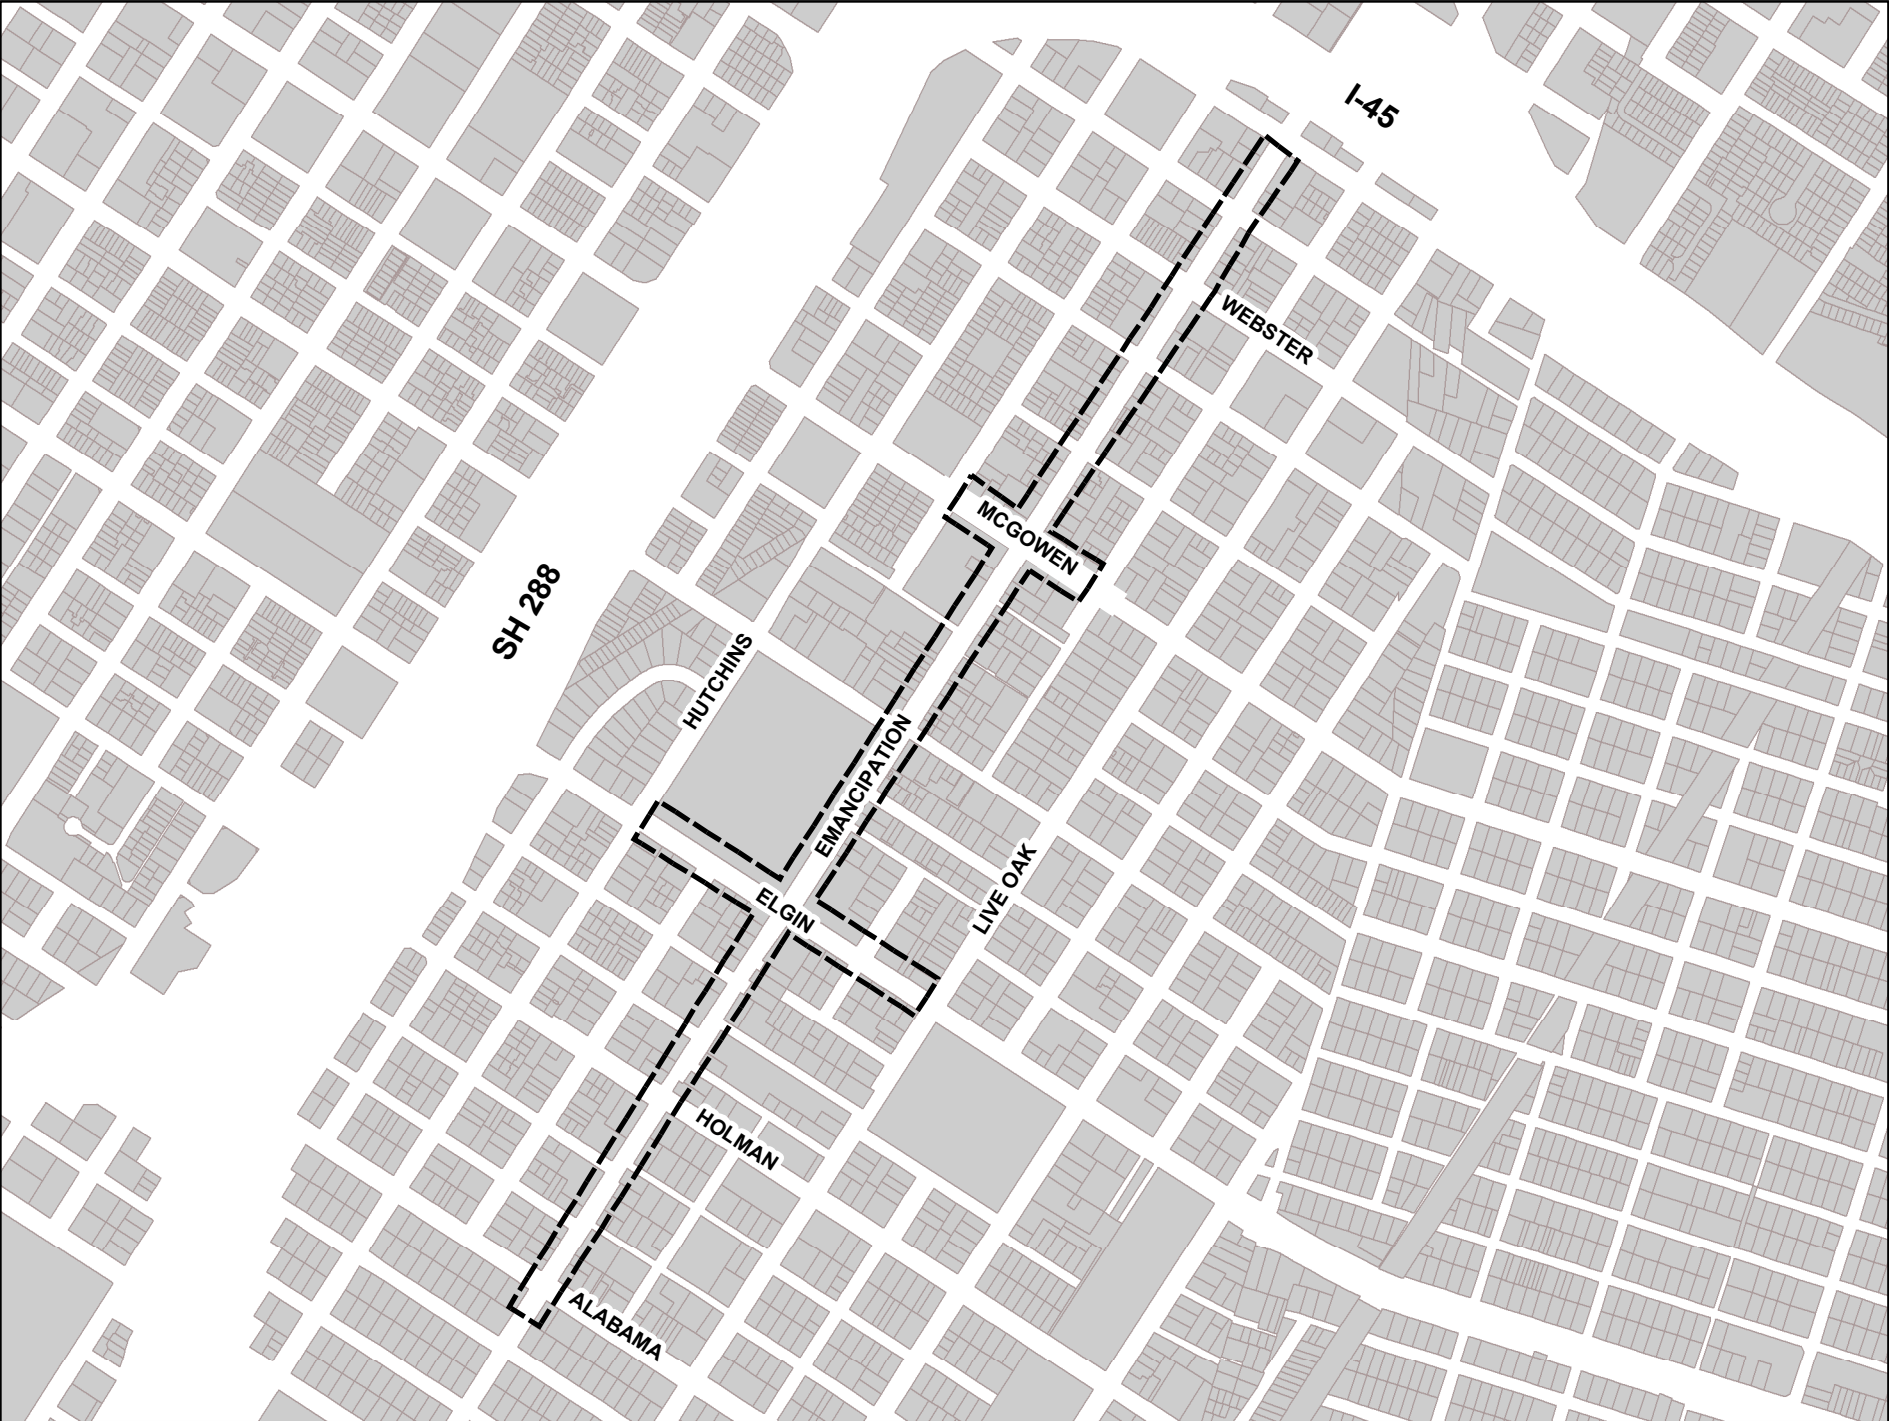 I-45
WEBSTER
MCGOWEN
SH 288
HUTCHINS
EMANCIPATION
LIVE OAK
ELGIN
HOLMAN
ALABAMA